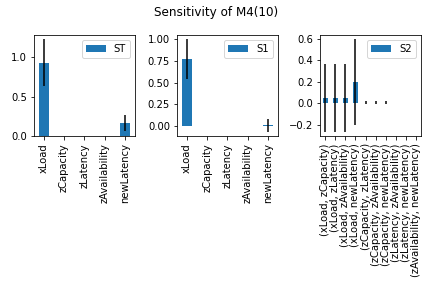 Sensitivity of M4(10)
ST
1.0
0.5
0.0
xLoad
zCapacity
zLatency
zAvailability
newLatency
S1
1.00
0.75
0.50
0.25
0.00
xLoad
zCapacity
zLatency
zAvailability
newLatency
S2
0.6
0.4
0.2
0.0
−0.2
(xLoad, zCapacity)
(xLoad, zLatency)
(xLoad, zAvailability)
(xLoad, newLatency)
(zCapacity, zLatency)
(zCapacity, zAvailability)
(zCapacity, newLatency)
(zLatency, zAvailability)
(zLatency, newLatency)
(zAvailability, newLatency)